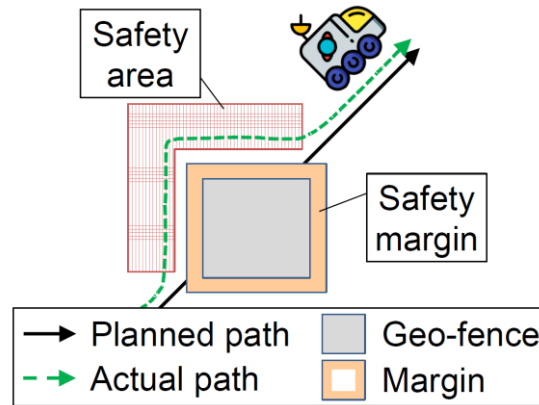 Safety
area
Safety
margin
Planned path
Geo-fence
Actual path
Margin